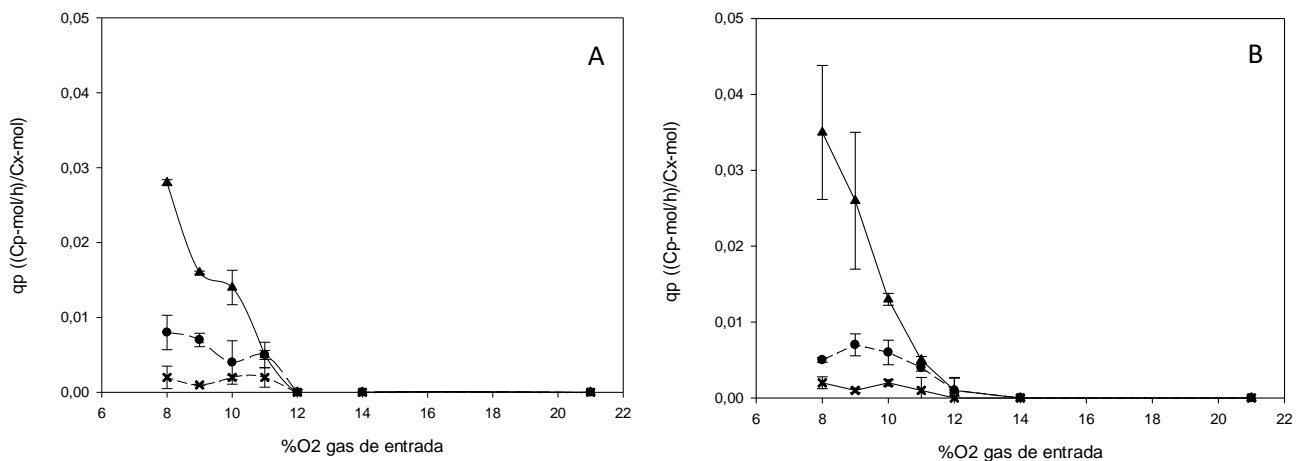 0,05
A
0,04
0,03
0,02
0,01
0,00
6 8 10 12 14 16 18 20 22
%O2 gas de entrada
qp ((Cp-mol/h)/Cx-mol)
0,05
B
0,04
0,03
0,02
0,01
0,00
6 8 10 12 14 16 18 20 22
%O2 gas de entrada
qp ((Cp-mol/h)/Cx-mol)